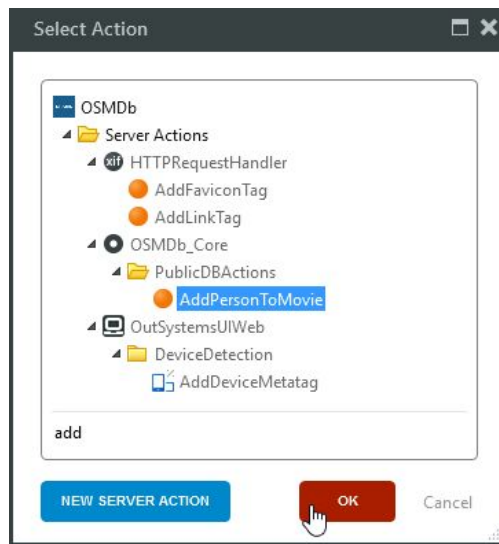 Select Action
OSMDb
Server Actions
HTTPRequestHandler
AddFaviconTag
AddLinkTag
OSMDb_Core
PublicDBActions
AddPersonToMovie
OutSystemsUIWeb
DeviceDetection
AddDeviceMetatag
add
NEW SERVER ACTION OK Cancel